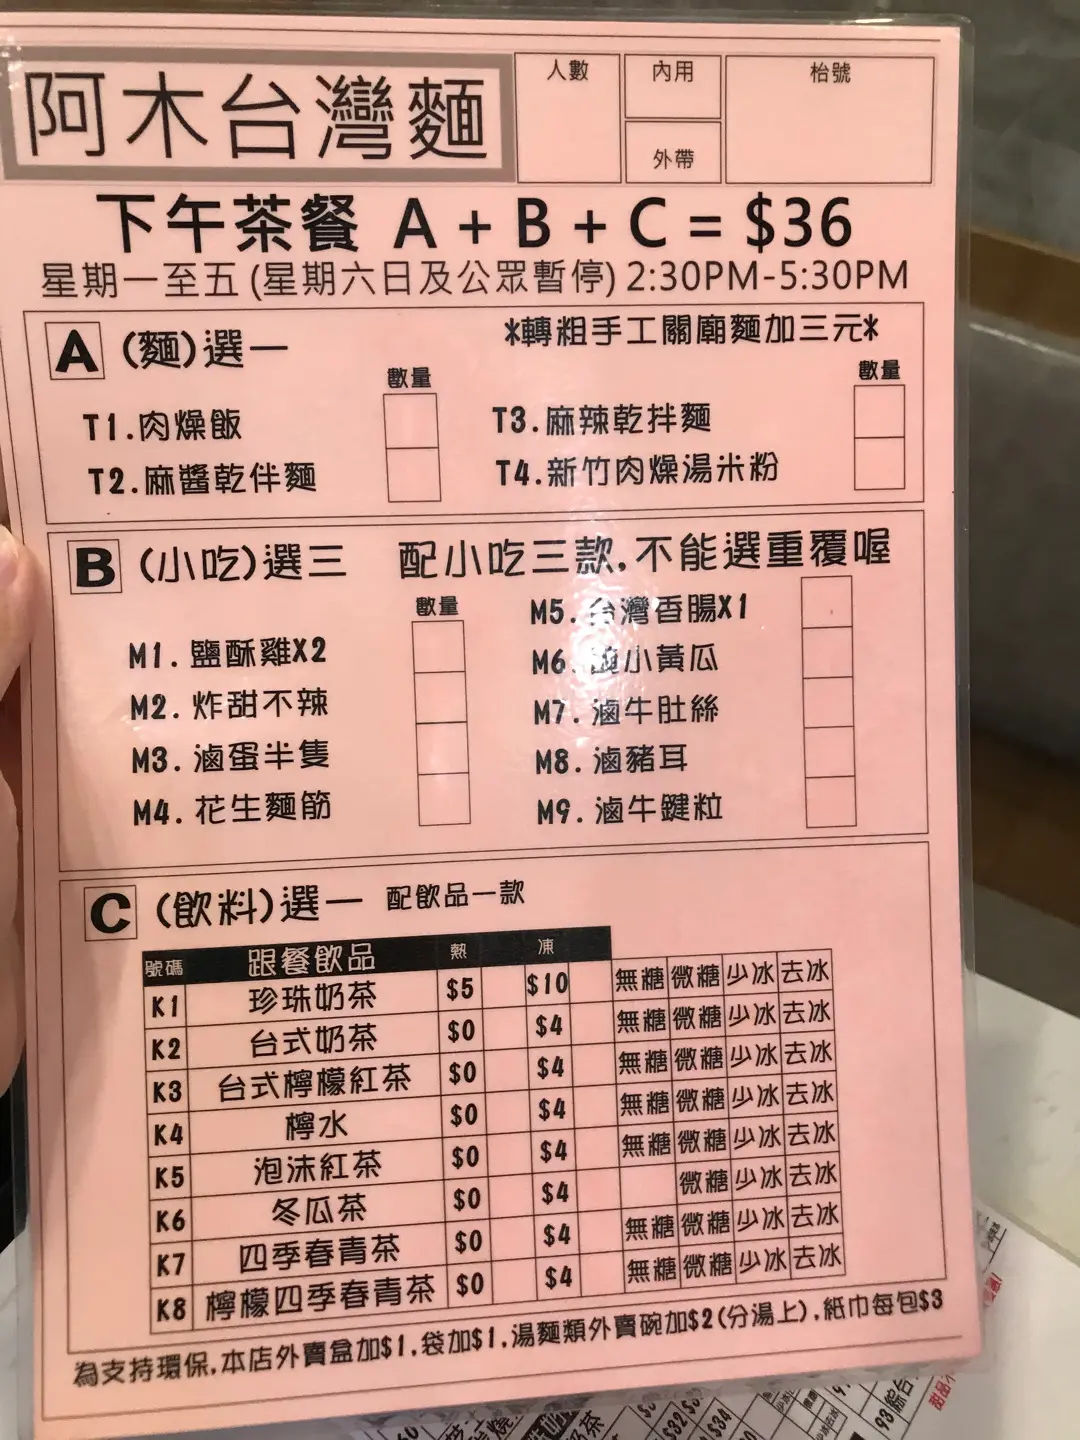 阿木台灣麵
人數
內用
外帶
枱號
下午茶餐 A + B + C = $36
星期一至五 (星期六日及公眾暫停) 2:30PM-5:30PM
A (麵)選一 *轉粗手工關廟麵加三元*
數量 數量
T1.肉燥飯 T3.麻辣乾拌麵
T2.麻醬乾伴麵 T4.新竹肉燥湯米粉
B (小吃)選三 配小吃三款,不能選重覆喔
數量
M1. 鹽酥雞X2 M5. 台灣香腸X1
M2. 炸甜不辣 M6. 小黃瓜
M3. 滷蛋半隻 M7. 滷牛肚絲
M4. 花生麵筋 M8. 滷豬耳
M9. 滷牛腱粒
C (飲料)選一 配飲品一款
號碼 跟餐飲品 熱 凍
K1 珍珠奶茶 $5 $10 無糖 微糖 少冰 去冰
K2 台式奶茶 $0 $4 無糖 微糖 少冰 去冰
K3 台式檸檬紅茶 $0 $4 無糖 微糖 少冰 去冰
K4 檸水 $0 $4 無糖 微糖 少冰 去冰
K5 泡沫紅茶 $0 $4 無糖 微糖 少冰 去冰
K6 冬瓜茶 $0 $4 微糖 少冰 去冰
K7 四季春青茶 $0 $4 無糖 微糖 少冰 去冰
K8 檸檬四季春青茶 $0 $4 無糖 微糖 少冰 去冰
為支持環保,本店外賣盒加$1,袋加$1,湯麵類外賣碗加$2(分湯上),紙巾每包$3